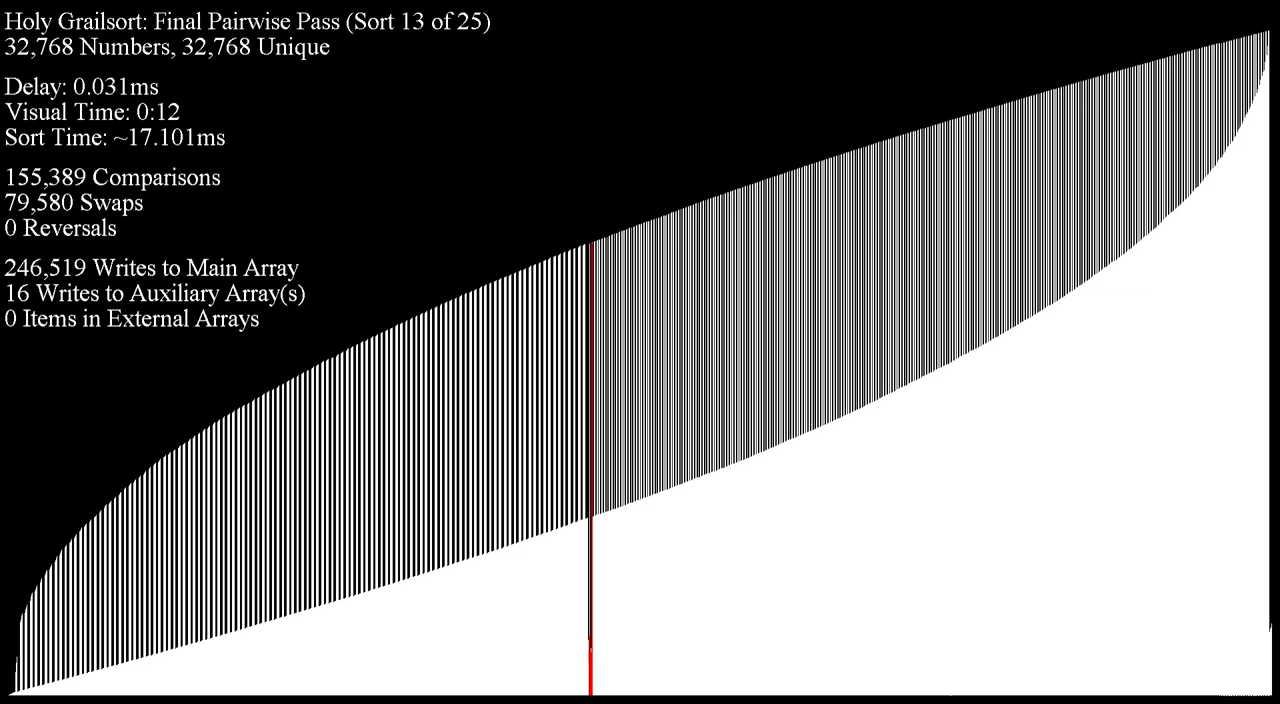 Holy Grailsort: Final Pairwise Pass (Sort 13 of 25)
32,768 Numbers, 32,768 Unique
Delay: 0.031ms
Visual Time: 0:12
Sort Time: ~17.101ms
155,389 Comparisons
79,580 Swaps
0 Reversals
246,519 Writes to Main Array
16 Writes to Auxiliary Array(s)
0 Items in External Arrays